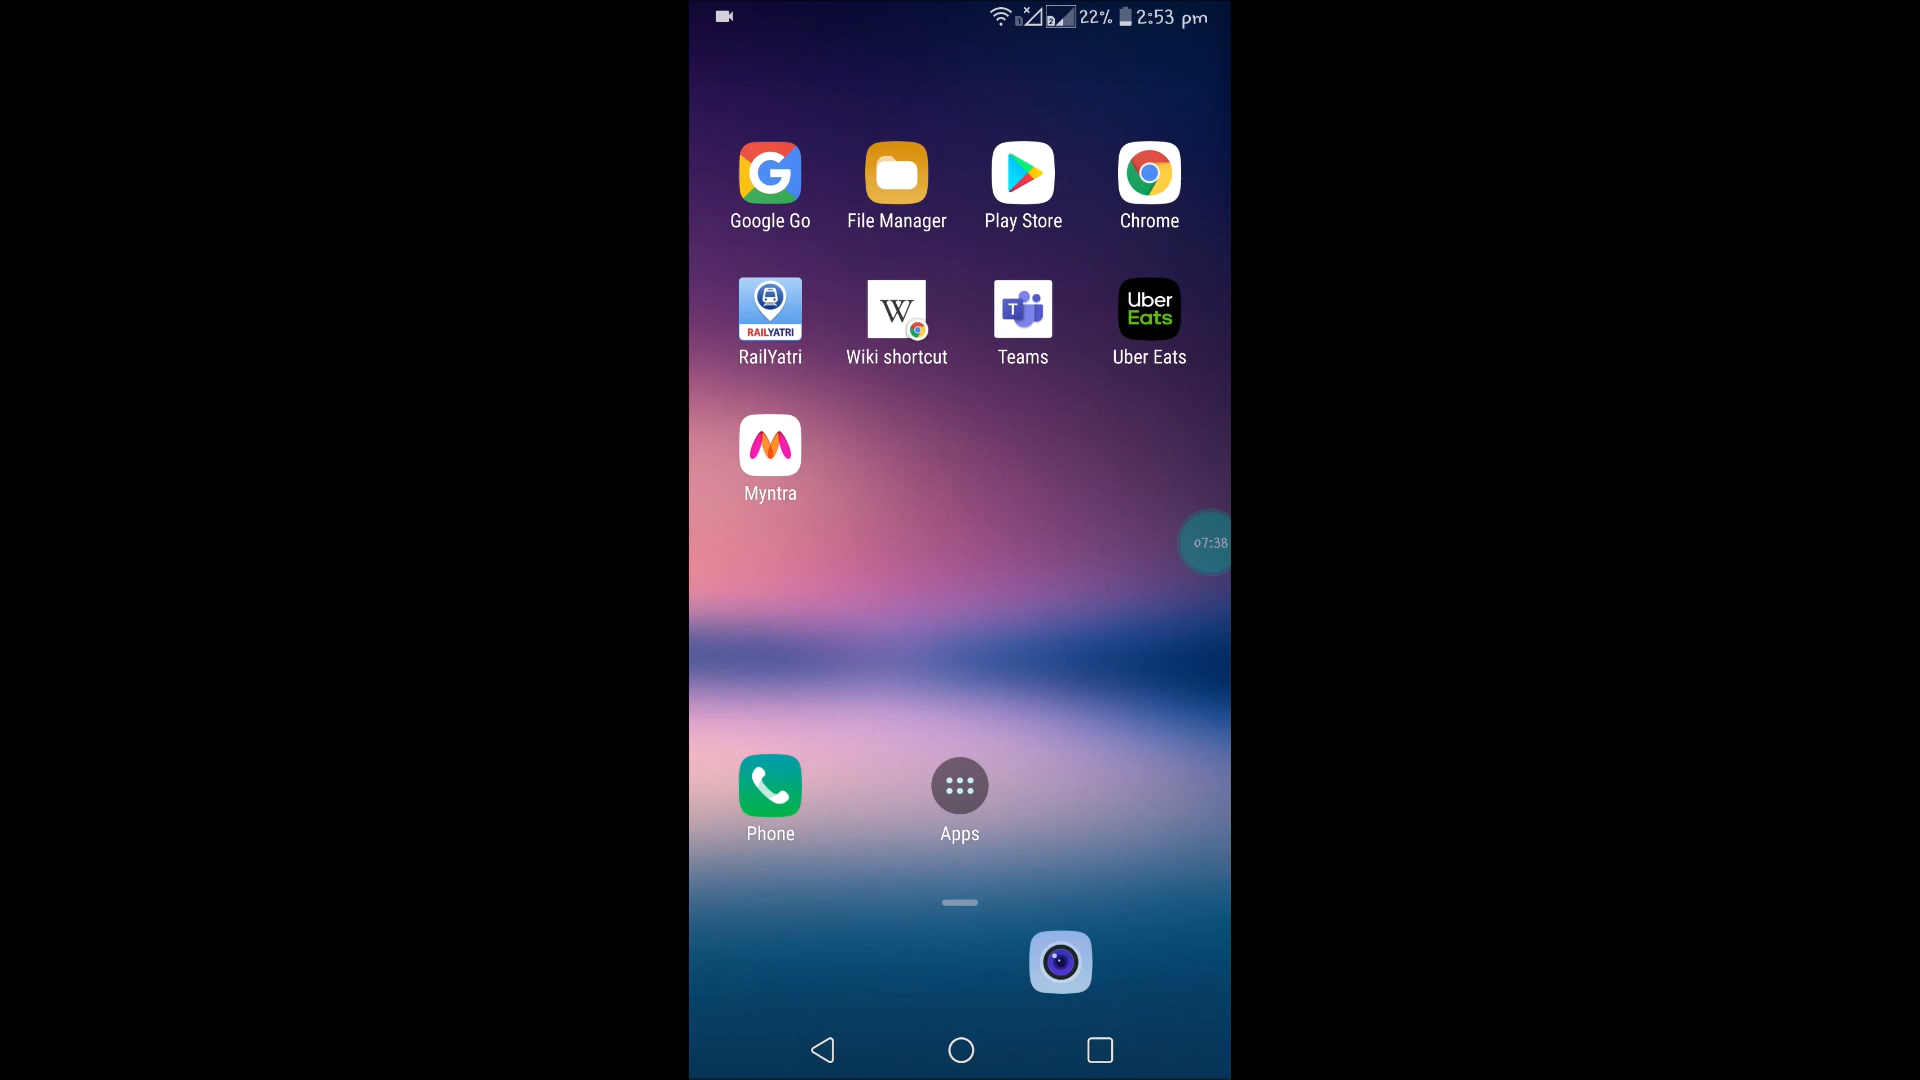 22% 2:53 pm
Google Go File Manager Play Store Chrome
RAILYATRI W T Uber Eats
RailYatri Wiki shortcut Teams Uber Eats
Myntra
07:38
Phone Apps